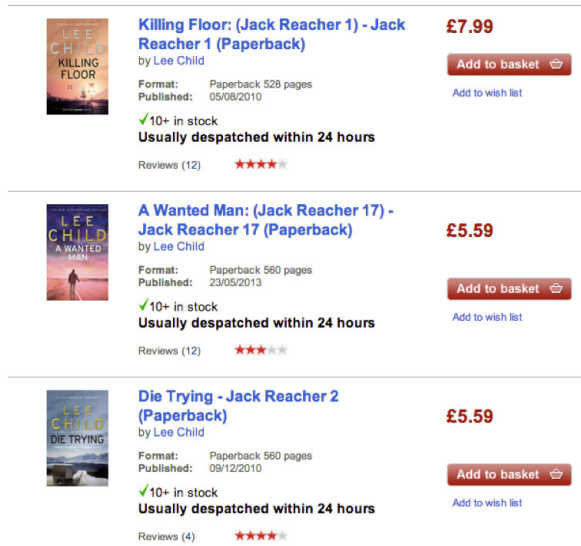 Killing Floor: (Jack Reacher 1) - Jack
Reacher 1 (Paperback)
by Lee Child
Format: Paperback 528 pages
Published: 05/08/2010
10+ in stock
Usually despatched within 24 hours
Reviews (12)
£7.99
Add to basket
Add to wish list
LEE
CHILD
KILLING
FLOOR
A Wanted Man: (Jack Reacher 17) -
Jack Reacher 17 (Paperback)
by Lee Child
Format: Paperback 560 pages
Published: 23/05/2013
10+ in stock
Usually despatched within 24 hours
Reviews (12)
£5.59
Add to basket
Add to wish list
LEE
CHILD
A WANTED
MAN
Die Trying - Jack Reacher 2
(Paperback)
by Lee Child
Format: Paperback 560 pages
Published: 09/12/2010
10+ in stock
Usually despatched within 24 hours
Reviews (4)
£5.59
Add to basket
Add to wish list
LEE
CHILD
DIE TRYING